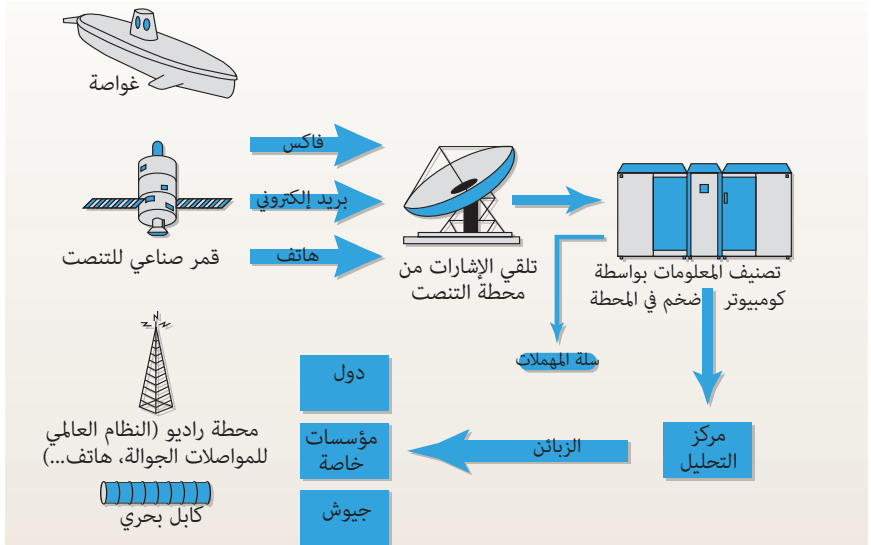 غواصة
فاكس
بريد إلكتروني
هاتف
قمر صناعي للتنصت
تلقي الإشارات من
محطة التنصت
تصنيف المعلومات بواسطة
كومبيوتر ضخم في المحطة
سلة المهملات
دول
محطة راديو (النظام العالمي
للمواصلات الجوالة، هاتف...)
مؤسسات
خاصة
الزبائن
مركز
التحليل
كابل بحري
جيوش